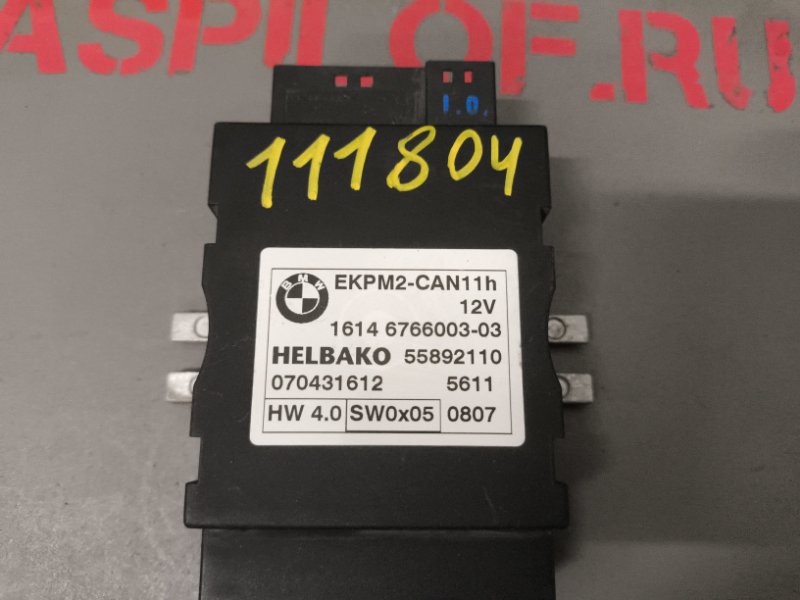 ASPILOF.RU
1.0.
111804
BMW
EKPM2-CAN11h
12V
1614 6766003-03
HELBAKO 55892110
070431612 5611
HW 4.0 SW0x05 0807